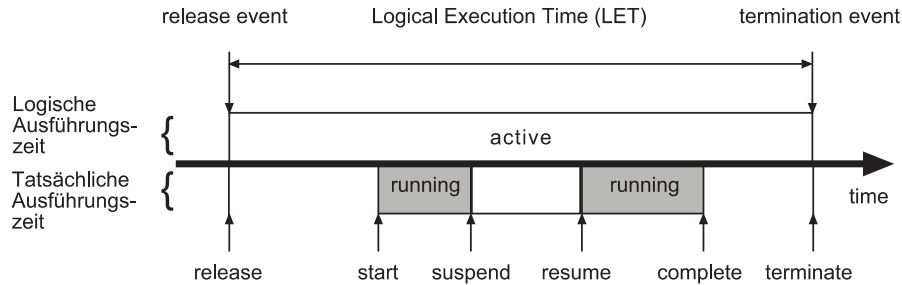 release event
Logical Execution Time (LET)
termination event
Logische
Ausführungs-
zeit
{
active
Tatsächliche
Ausführungs-
zeit
{
running
running
time
release
start
suspend
resume
complete
terminate